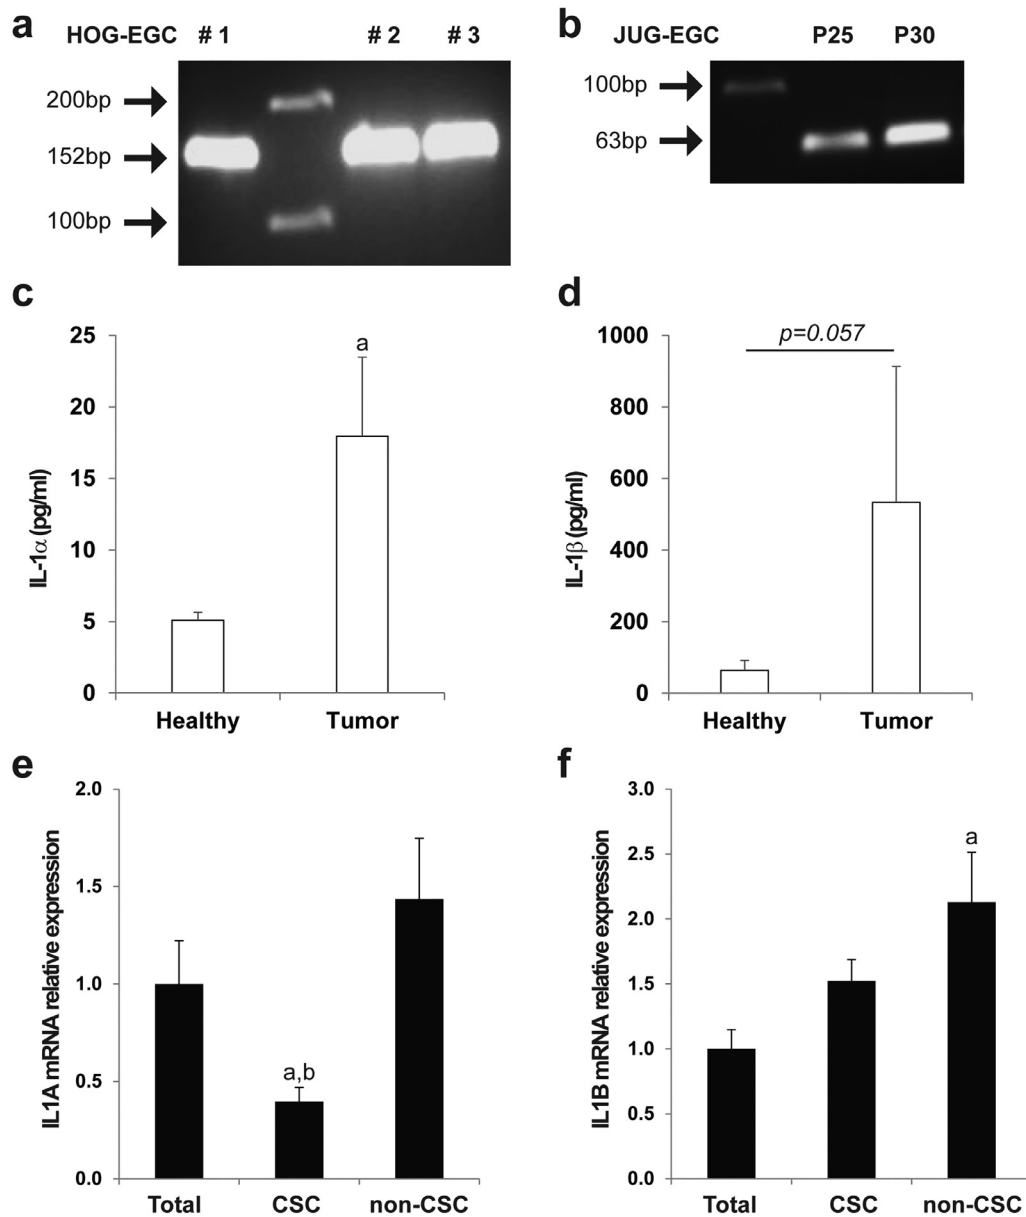 a HOG-EGC # 1 # 2 # 3
200bp
152bp
100bp
b JUG-EGC P25 P30
100bp
63bp
c
IL-1α (pg/ml)
25
20
15
10
5
0
a
Healthy Tumor
d
IL-1β (pg/ml)
1000
800
600
400
200
0
p=0.057
Healthy Tumor
e
IL1A mRNA relative expression
2.0
1.5
1.0
0.5
0.0
a,b
Total CSC non-CSC
f
IL1B mRNA relative expression
3.0
2.5
2.0
1.5
1.0
0.5
0.0
a
Total CSC non-CSC